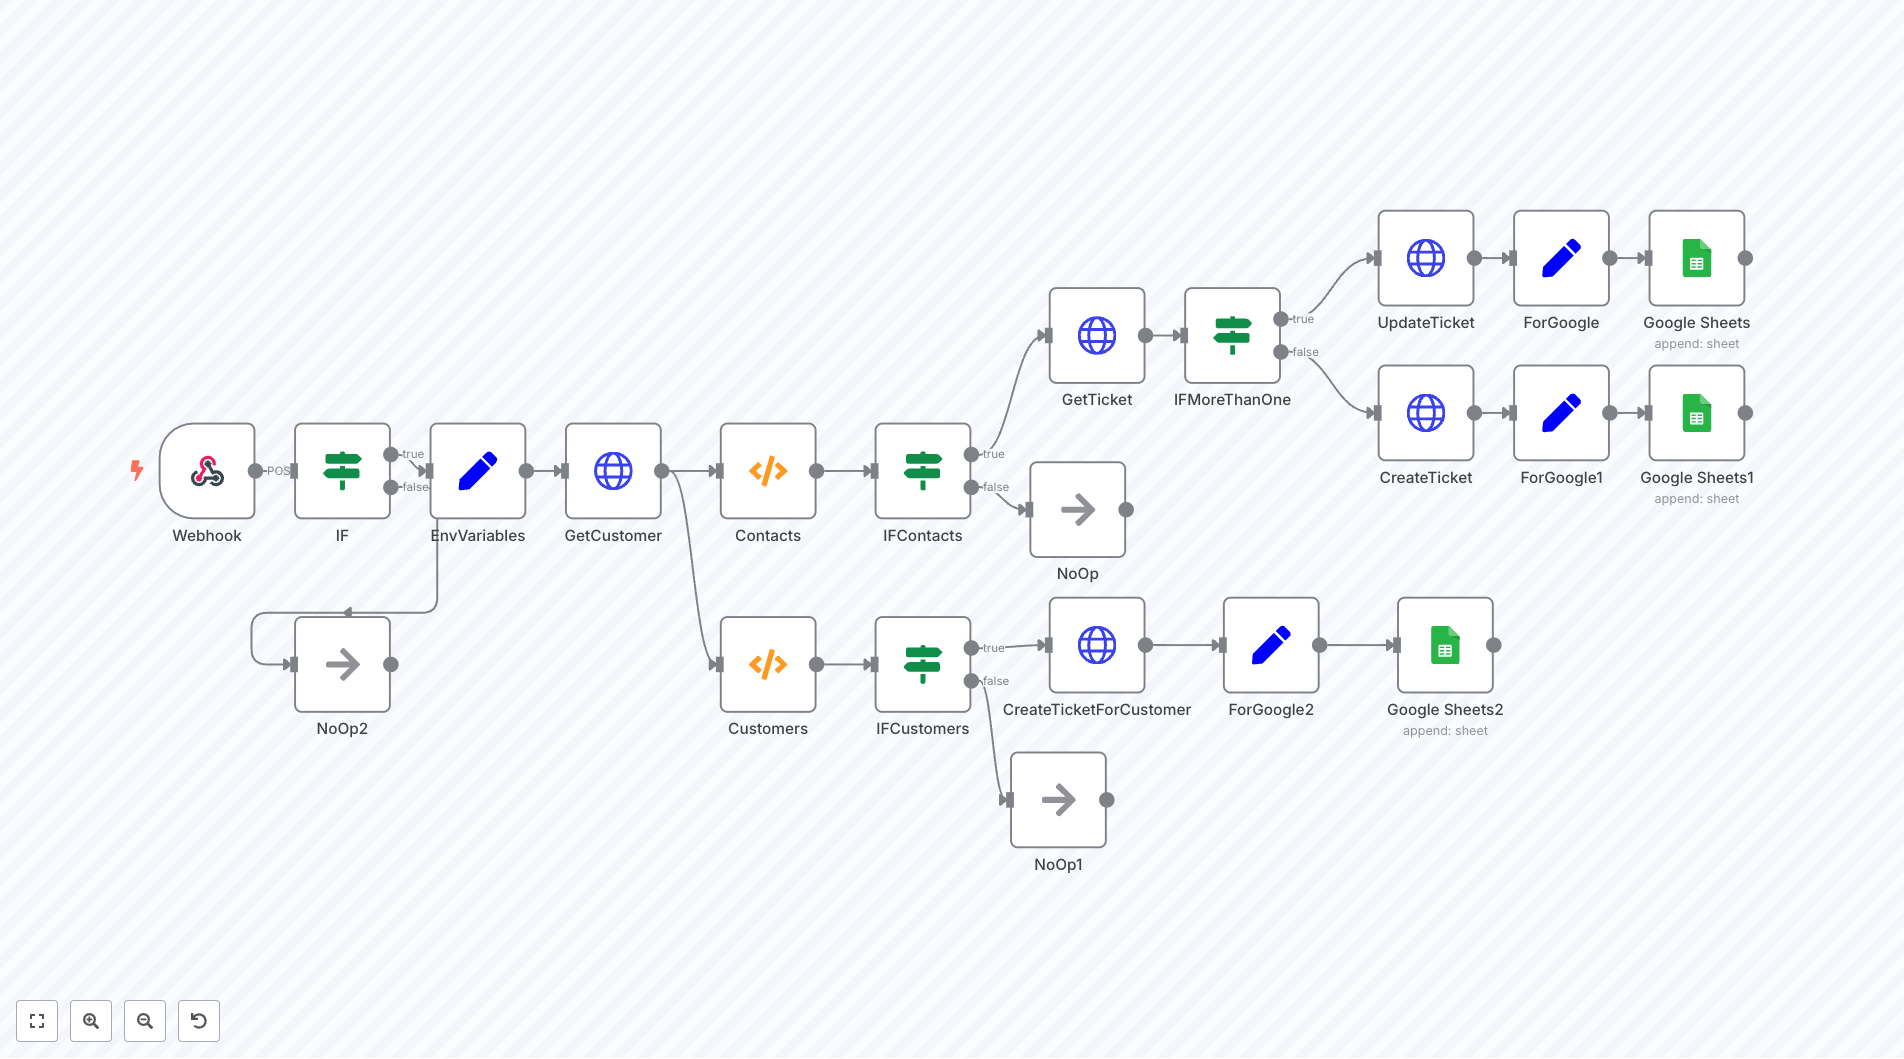 UpdateTicket
ForGoogle
Google Sheets
append: sheet
true
false
GetTicket
IFMoreThanOne
CreateTicket
ForGoogle1
Google Sheets1
append: sheet
POS
true
false
true
false
Webhook
IF
EnvVariables
GetCustomer
Contacts
IFContacts
NoOp
true
false
NoOp2
Customers
IFCustomers
CreateTicketForCustomer
ForGoogle2
Google Sheets2
append: sheet
NoOp1